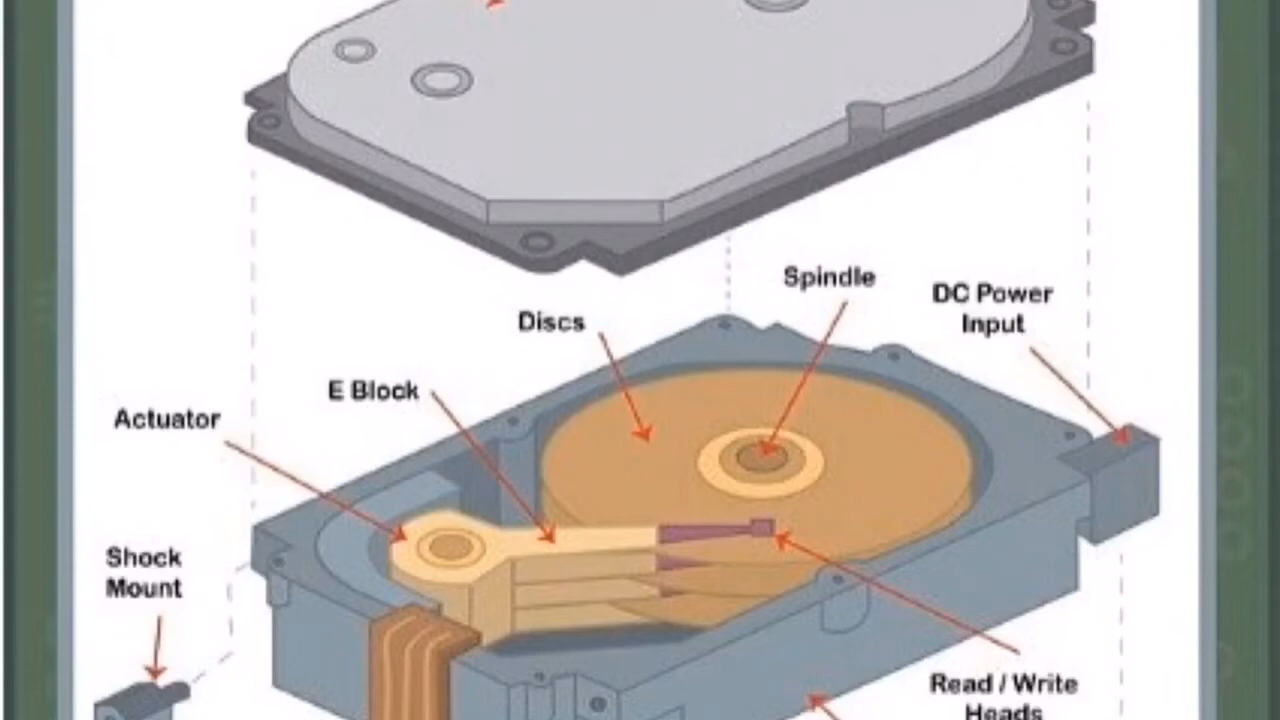 Spindle
DC Power
Input
Discs
E Block
Actuator
Shock
Mount
Read / Write
Heads